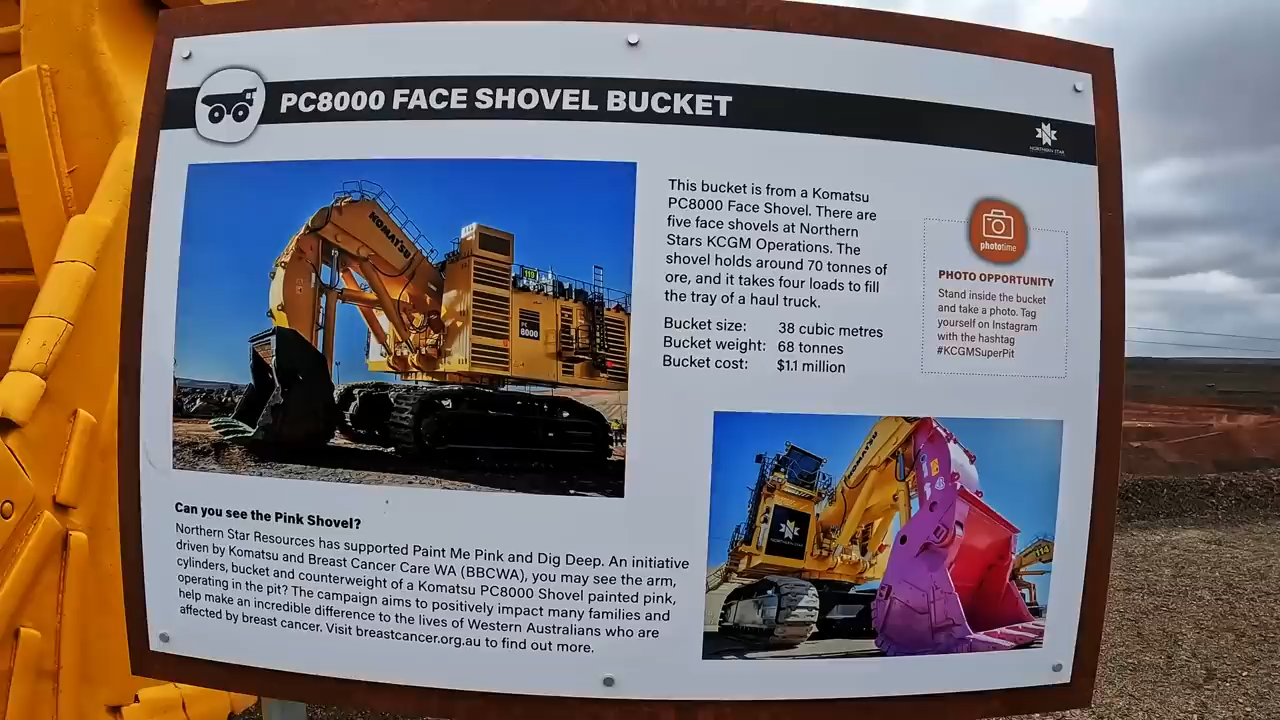 PC8000 FACE SHOVEL BUCKET
NORTHERN STAR
KOMATSU
110
PC
8000
This bucket is from a Komatsu
PC8000 Face Shovel. There are
five face shovels at Northern
Stars KCGM Operations. The
shovel holds around 70 tonnes of
ore, and it takes four loads to fill
the tray of a haul truck.
Bucket size: 38 cubic metres
Bucket weight: 68 tonnes
Bucket cost: $1.1 million
phototime
PHOTO OPPORTUNITY
Stand inside the bucket
and take a photo. Tag
yourself on Instagram
with the hashtag
#KCGMSuperPit
Can you see the Pink Shovel?
Northern Star Resources has supported Paint Me Pink and Dig Deep. An initiative
driven by Komatsu and Breast Cancer Care WA (BBCWA), you may see the arm,
cylinders, bucket and counterweight of a Komatsu PC8000 Shovel painted pink,
operating in the pit? The campaign aims to positively impact many families and
help make an incredible difference to the lives of Western Australians who are
affected by breast cancer. Visit breastcancer.org.au to find out more.
KOMATSU
NORTHERN STAR
114